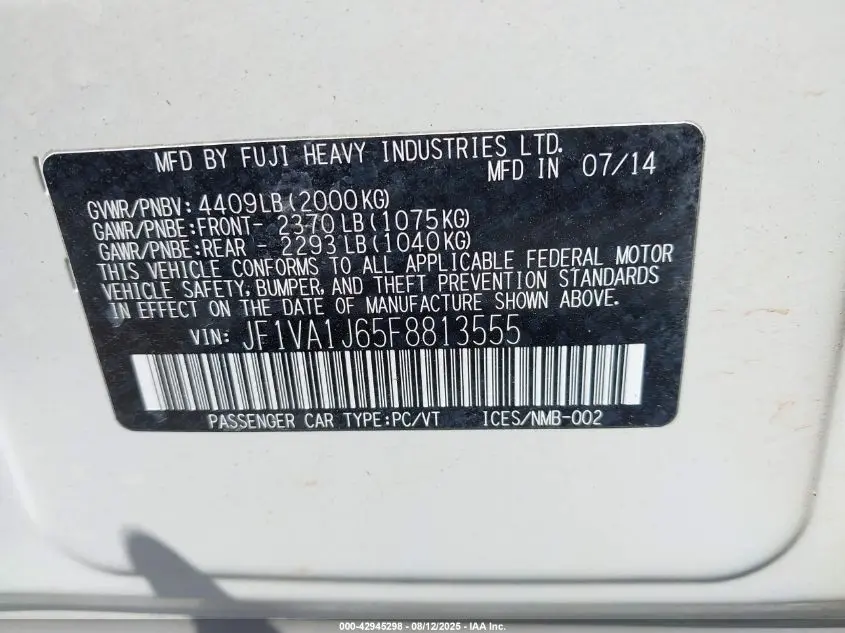 MFD BY FUJI HEAVY INDUSTRIES LTD.
MFD IN 07/14
GVWR/PNBV: 4409LB(2000KG)
GAWR/PNBE:FRONT- 2370LB(1075KG)
GAWR/PNBE:REAR - 2293LB(1040KG)
THIS VEHICLE CONFORMS TO ALL APPLICABLE FEDERAL MOTOR
VEHICLE SAFETY, BUMPER, AND THEFT PREVENTION STANDARDS
IN EFFECT ON THE DATE OF MANUFACTURE SHOWN ABOVE.
VIN: JF1VA1J65F8813555
PASSENGER CAR TYPE:PC/VT ICES/NMB-002
000-42945298 - 08/12/2025 - IAA Inc.